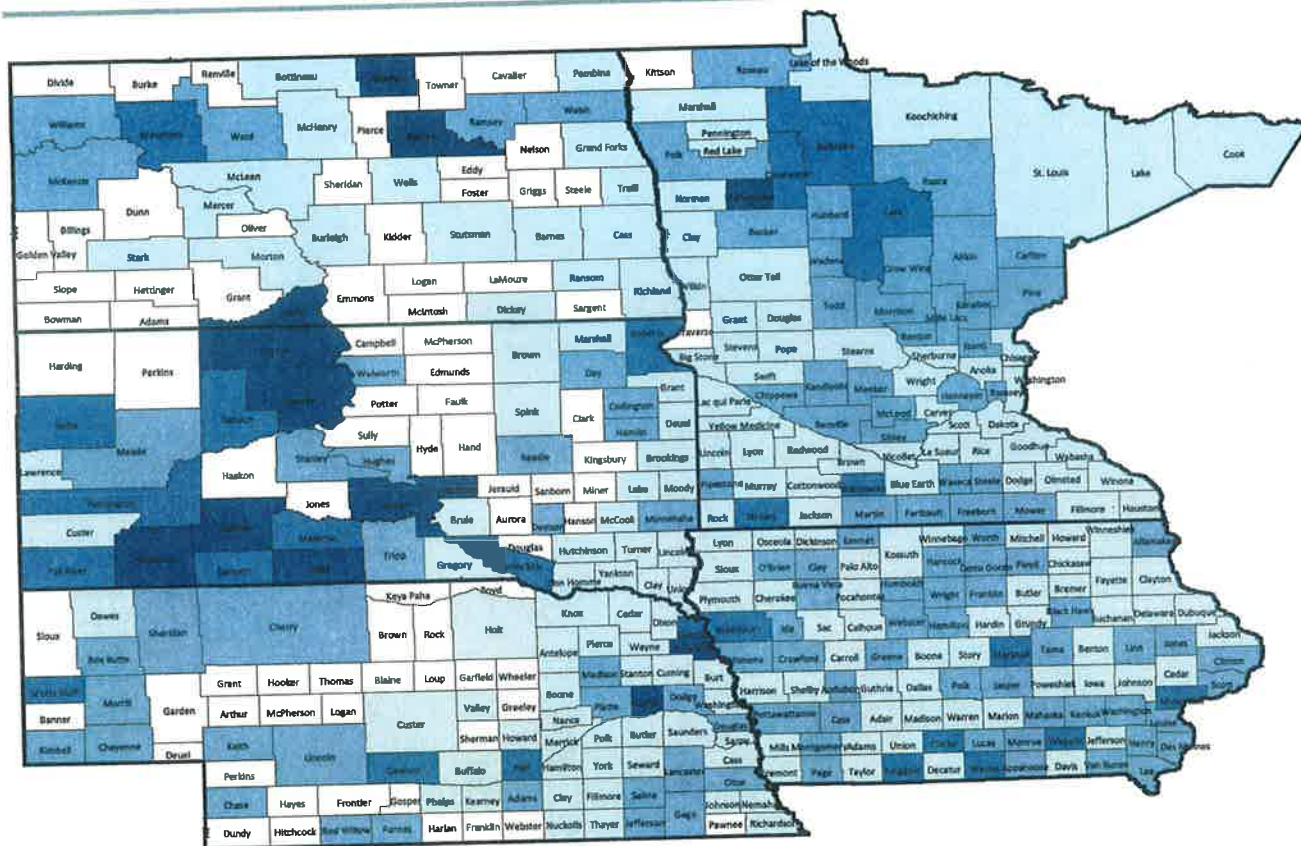 Divide Burke Renville Bottineau Towner Cavalier Pembina Kittson Roseau Lake of the Woods
Williams Ward McHenry Pierce Ramsey Walsh Marshall Koochiching
Pennington
Polk Red Lake
Nelson Grand Forks St. Louis Lake Cook
McKenzie McLean Sheridan Wells Eddy Foster Griggs Steele Traill Norman Itasca
Dunn Mercer Oliver Hubbard Cass
Billings Burleigh Kidder Stutsman Barnes Cass Clay Becker
Golden Valley Stark Morton Wadena Crow Wing Aitkin Carlton
Slope Hettinger Grant Emmons Logan LaMoure Ransom Richland Wilkin Otter Tail Pine
Bowman Adams McIntosh Dickey Sargent Todd Morrison Mille Lacs Kanabec
Grant Douglas
Harding Perkins Campbell McPherson Brown Marshall Roberts Traverse Stevens Pope Stearns Benton Isanti
Walworth Edmunds Day Big Stone Sherburne Chisago
Potter Faulk Spink Clark Codington Grant Swift Wright Anoka Washington
Meade Sully Hyde Hand Hamlin Deuel Lac qui Parle Chippewa Kandiyohi Meeker Hennepin Ramsey
Lawrence Haakon Stanley Hughes Beadle Kingsbury Brookings Yellow Medicine Renville McLeod Carver Scott Dakota
Sibley
Lincoln Lyon Redwood Brown Nicollet Le Sueur Rice Goodhue Wabasha
Pennington Jones Jerauld Sanborn Miner Lake Moody Pipestone Murray Cottonwood Blue Earth Waseca Steele Dodge Olmsted Winona
Custer Brule Aurora Hanson McCook Minnehaha Rock Jackson Martin Faribault Freeborn Mower Fillmore Houston
Fall River Tripp Gregory Douglas Hutchinson Turner Lincoln Lyon Osceola Dickinson Emmet Winnebago Worth Mitchell Howard Winneshiek Allamakee
Yankton Clay Union Sioux O'Brien Clay Palo Alto Kossuth Hancock Cerro Gordo Floyd Chickasaw
Keya Paha Boyd Plymouth Cherokee Buena Vista Pocahontas Humboldt Wright Franklin Butler Bremer Fayette Clayton
Sioux Dawes Sheridan Cherry Brown Rock Holt Knox Cedar Dixon Woodbury Ida Sac Calhoun Webster Hamilton Hardin Grundy Black Hawk Buchanan Delaware Dubuque
Box Butte Antelope Pierce Wayne Monona Crawford Carroll Greene Boone Story Marshall Tama Benton Linn Jones Jackson
Scotts Bluff Morrill Garden Grant Hooker Thomas Blaine Loup Garfield Wheeler Boone Madison Stanton Cuming Burt Harrison Shelby Audubon Guthrie Dallas Polk Jasper Poweshiek Iowa Johnson Cedar Clinton
Banner Arthur McPherson Logan Custer Valley Greeley Nance Platte Dodge Washington Pottawattamie Cass Adair Madison Warren Marion Mahaska Keokuk Washington
Kimball Cheyenne Deuel Keith Lincoln Sherman Howard Merrick Polk Butler Saunders Douglas Sarpy Mills Montgomery Adams Union Clarke Lucas Monroe Wapello Jefferson Henry Des Moines
Perkins Dawson Buffalo Hall Hamilton York Seward Lancaster Cass Otoe Fremont Page Taylor Decatur Wayne Appanoose Davis Van Buren Lee
Chase Hayes Frontier Gosper Phelps Kearney Adams Clay Fillmore Saline Gage Johnson Nemaha
Dundy Hitchcock Red Willow Furnas Harlan Franklin Webster Nuckolls Thayer Jefferson Pawnee Richardson